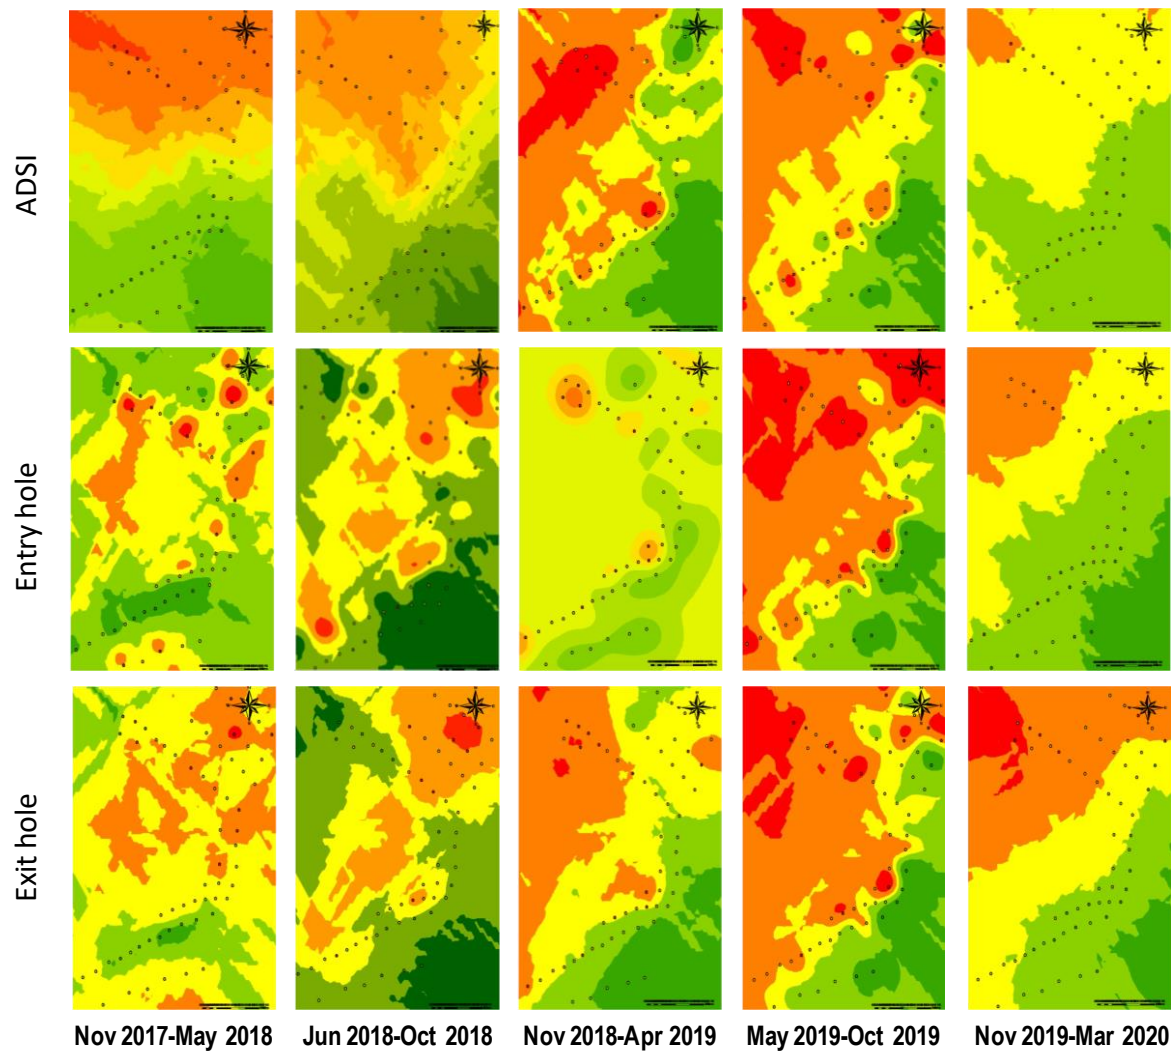 ADSI
Entry hole
Exit hole
Nov 2017-May 2018
Jun 2018-Oct 2018
Nov 2018-Apr 2019
May 2019-Oct 2019
Nov 2019-Mar 2020